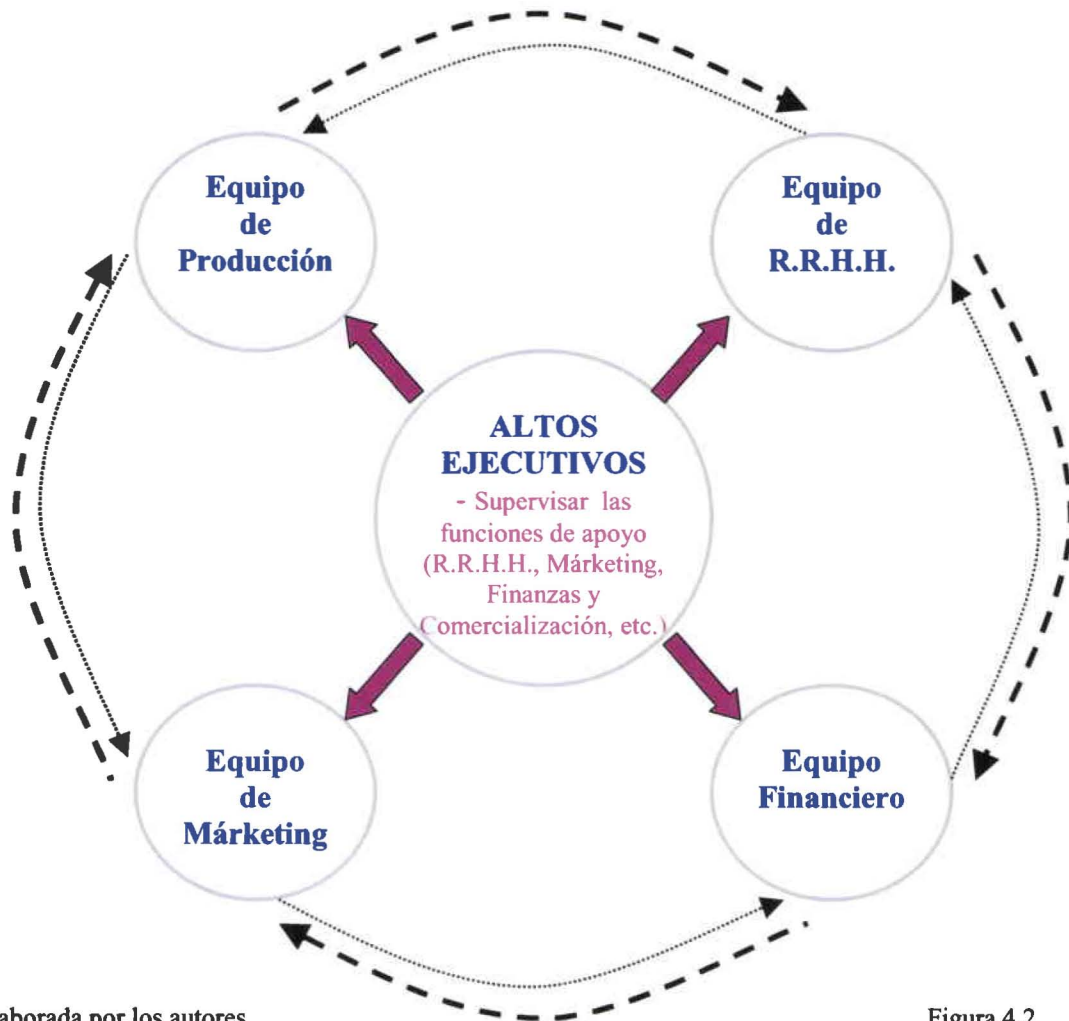 Equipo
de
Producción
Equipo
de
R.R.H.H.
ALTOS
EJECUTIVOS
- Supervisar las
funciones de apoyo
(R.R.H.H., Márketing,
Finanzas y
Comercialización, etc.)
Equipo
de
Márketing
Equipo
Financiero
aborada por los autores
Figura 4.2